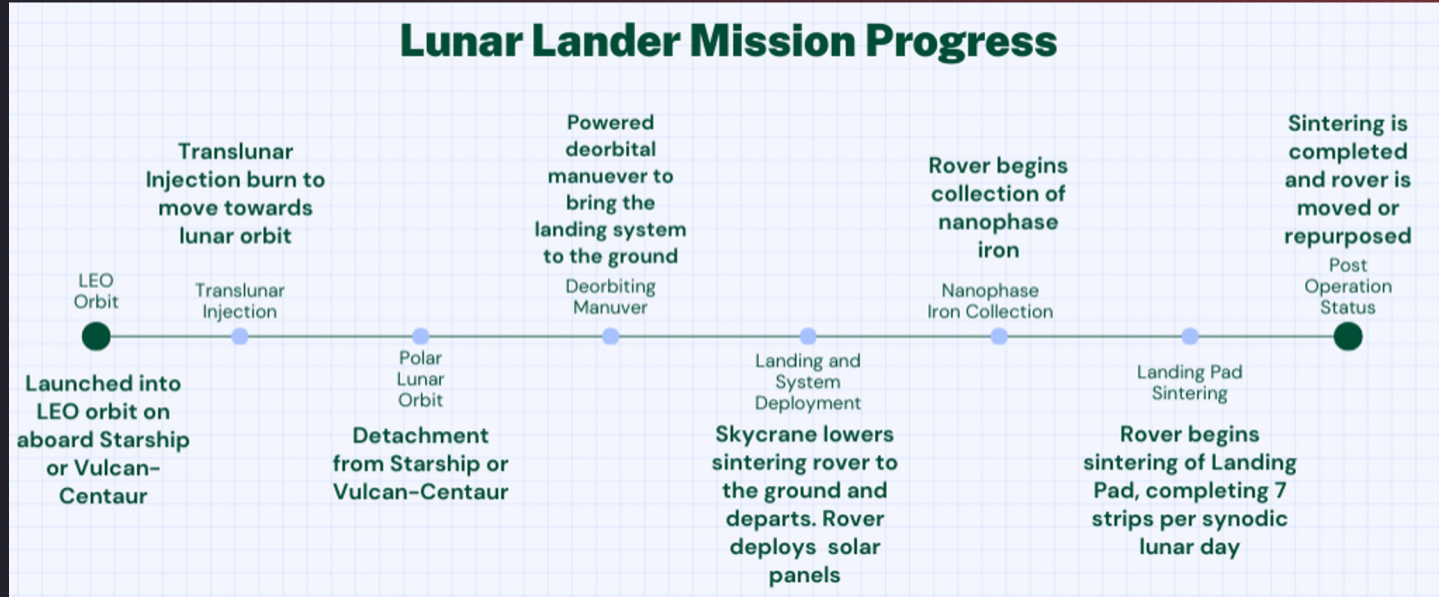 Lunar Lander Mission Progress
LEO
Orbit
Launched into
LEO orbit on
aboard Starship
or Vulcan-
Centaur
Translunar
Injection burn to
move towards
lunar orbit
Translunar
Injection
Polar
Lunar
Orbit
Detachment
from Starship or
Vulcan-Centaur
Powered
deorbital
manuever to
bring the
landing system
to the ground
Deorbiting
Manuver
Landing and
System
Deployment
Skycrane lowers
sintering rover to
the ground and
departs. Rover
deploys solar
panels
Rover begins
collection of
nanophase
iron
Nanophase
Iron Collection
Landing Pad
Sintering
Rover begins
sintering of Landing
Pad, completing 7
strips per synodic
lunar day
Sintering is
completed
and rover is
moved or
repurposed
Post
Operation
Status